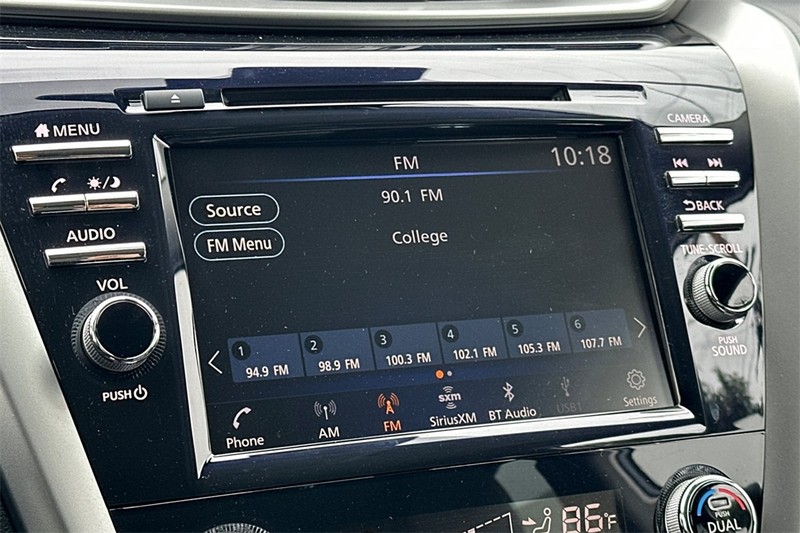 MENU
CAMERA
AUDIO
BACK
VOL
TUNE·SCROLL
PUSH
PUSH
SOUND
FM
10:18
90.1 FM
Source
FM Menu
College
1
94.9 FM
2
98.9 FM
3
100.3 FM
4
102.1 FM
5
105.3 FM
6
107.7 FM
Phone
AM
FM
sxm
SiriusXM
BT Audio
USB1
Settings
86°F
PUSH
DUAL